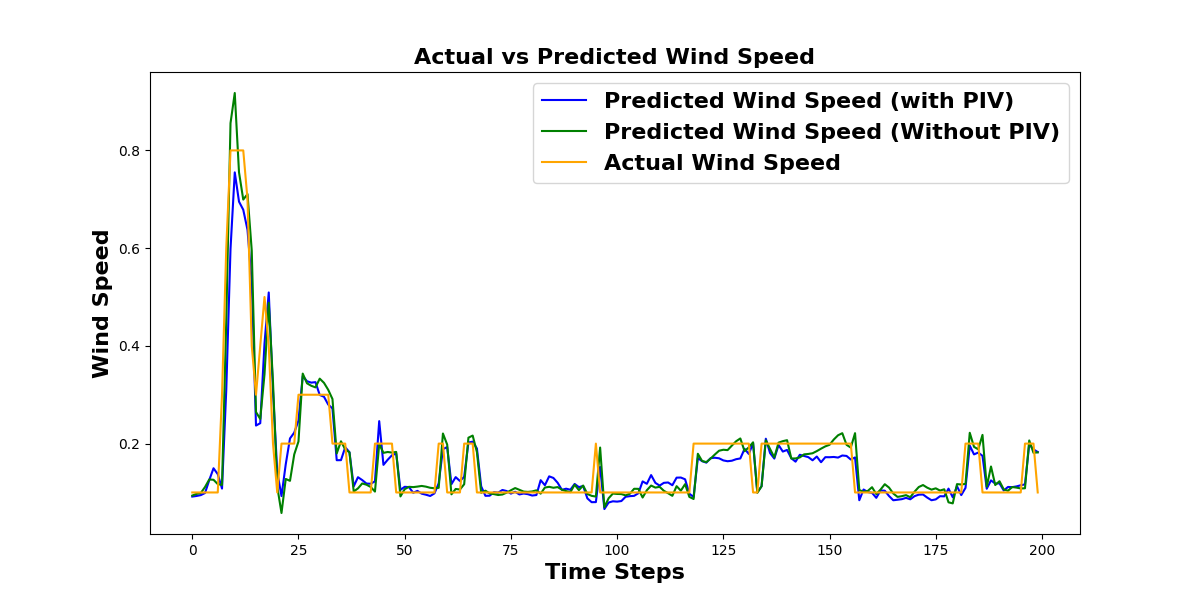 Actual vs Predicted Wind Speed
Predicted Wind Speed (with PIV)
Predicted Wind Speed (Without PIV)
Actual Wind Speed
Wind Speed
0.8
0.6
0.4
0.2
0 25 50 75 100 125 150 175 200
Time Steps